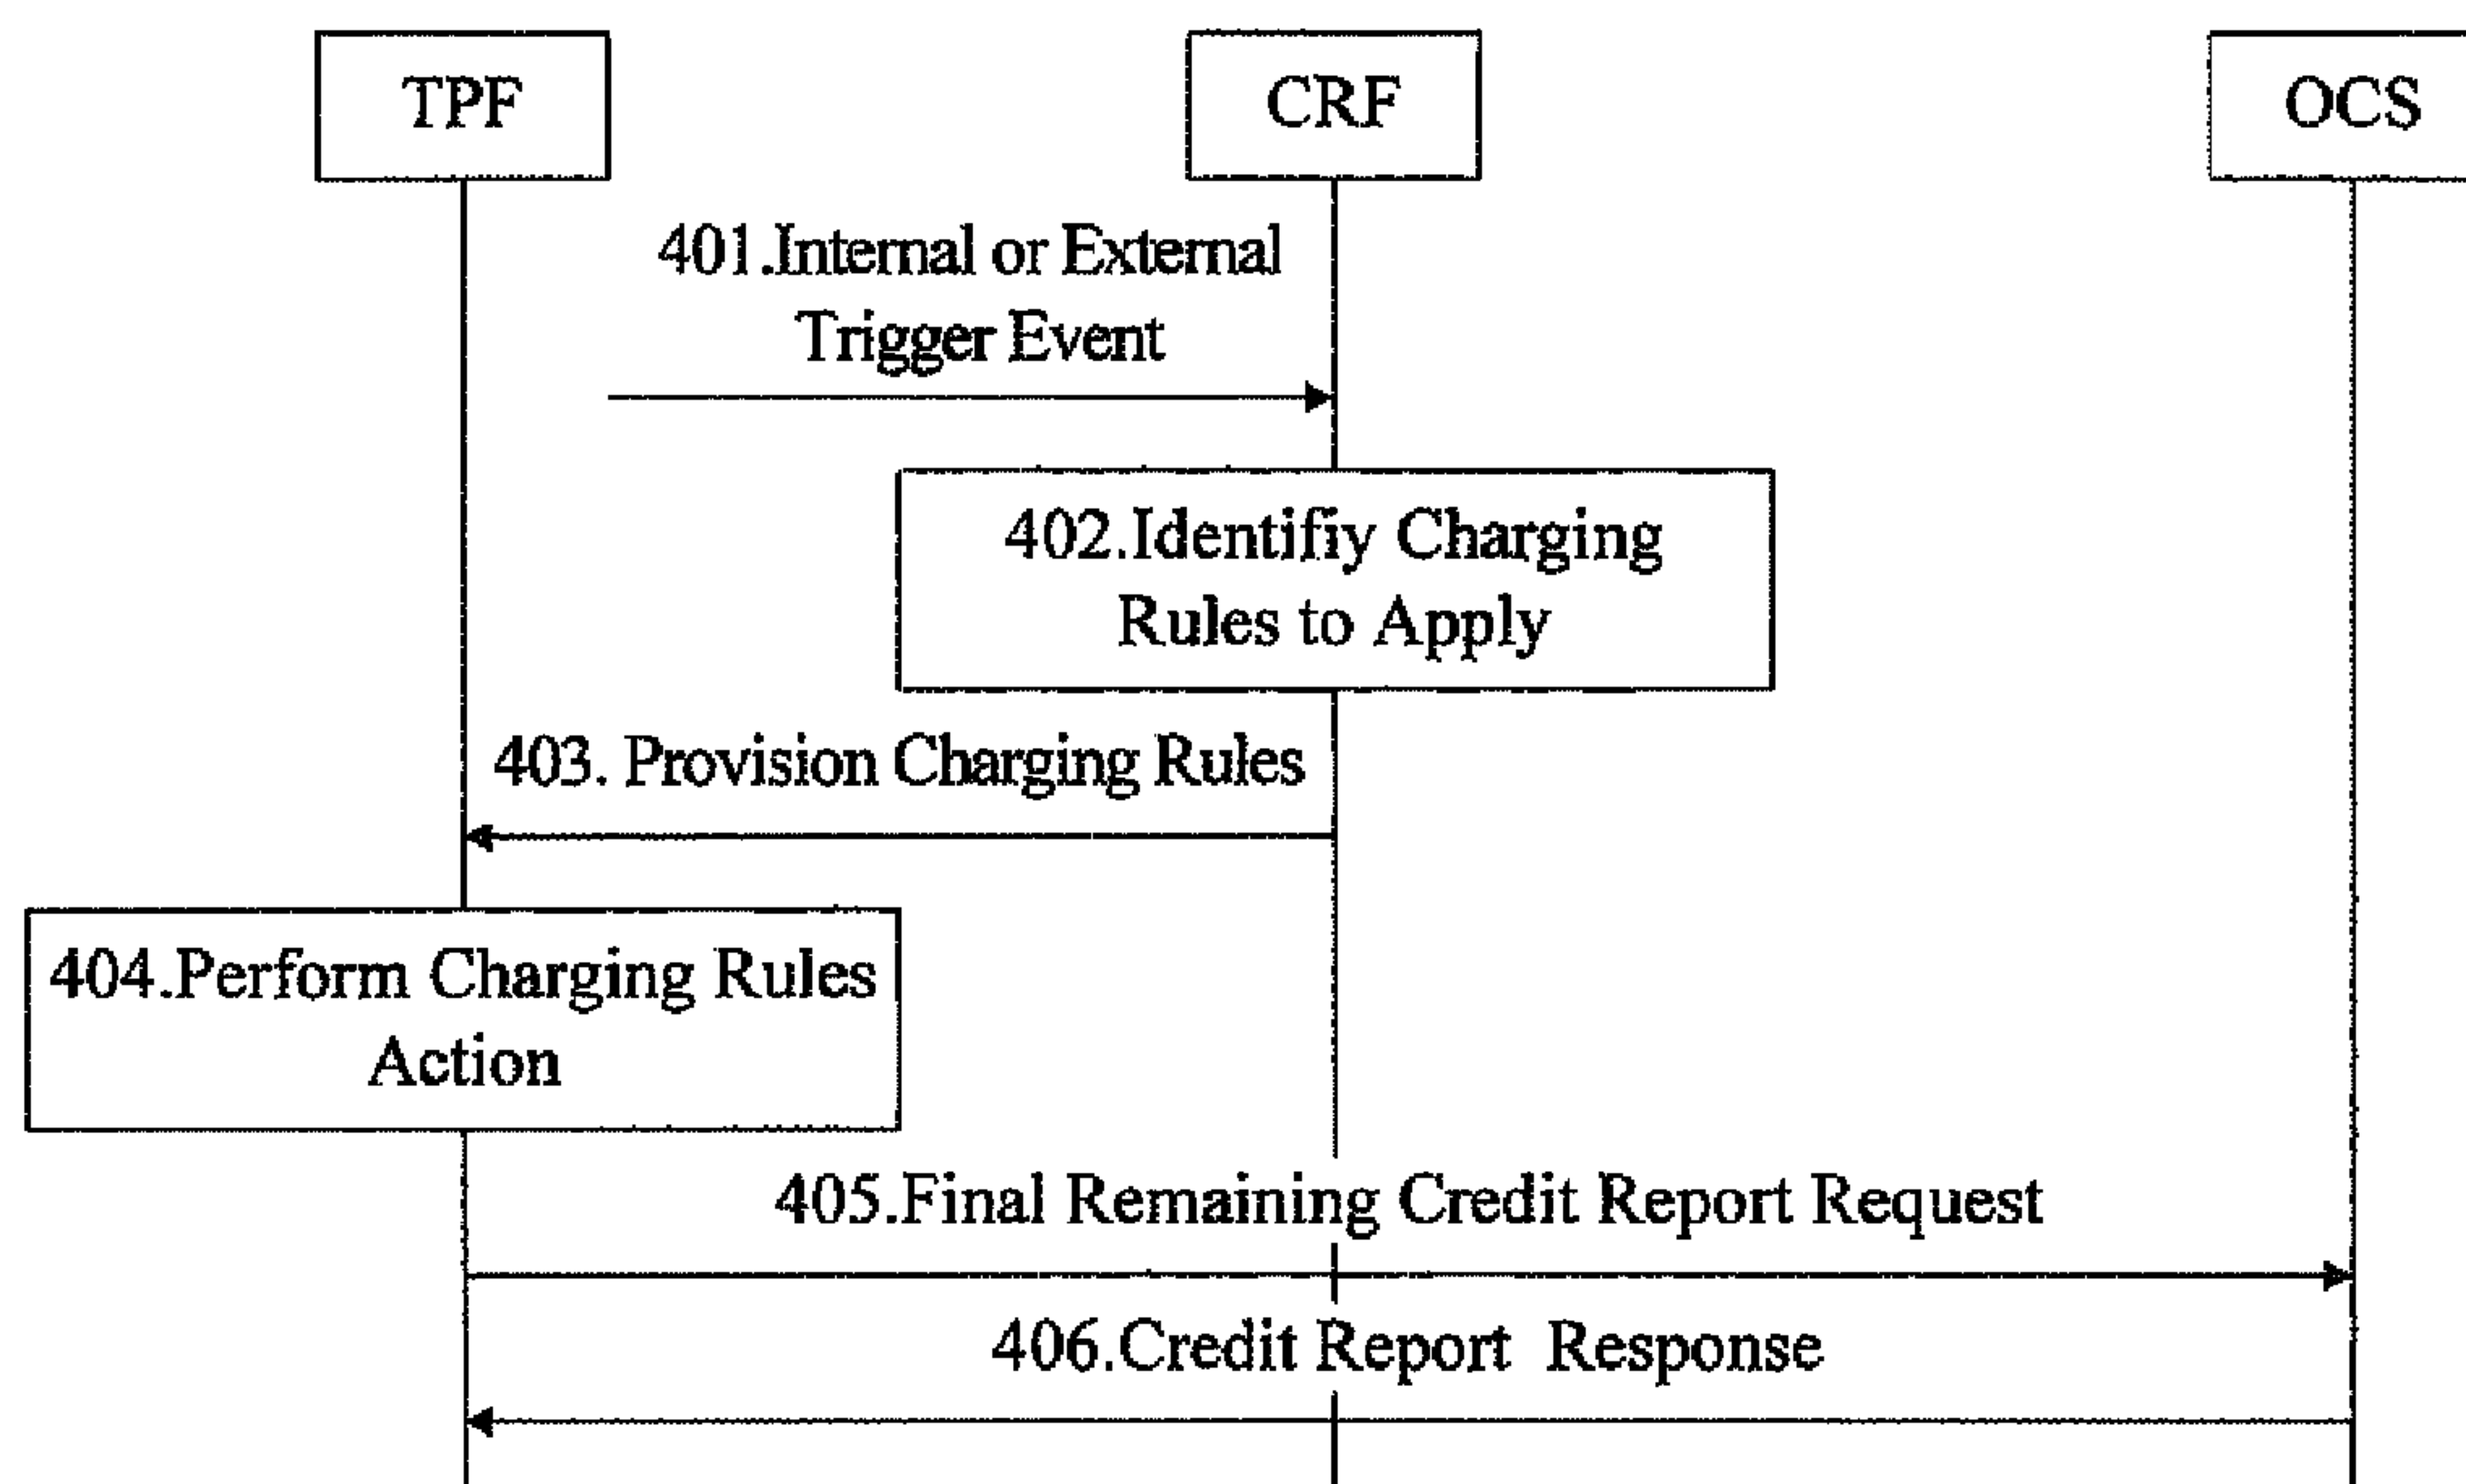 TPF
CRF
OCS
401.Internal or External
Trigger Event
402.Identifiy Charging
Rules to Apply
403. Provision Charging Rules
404.Perform Charging Rules
Action
405.Final Remaining Credit Report Request
406.Credit Report Response